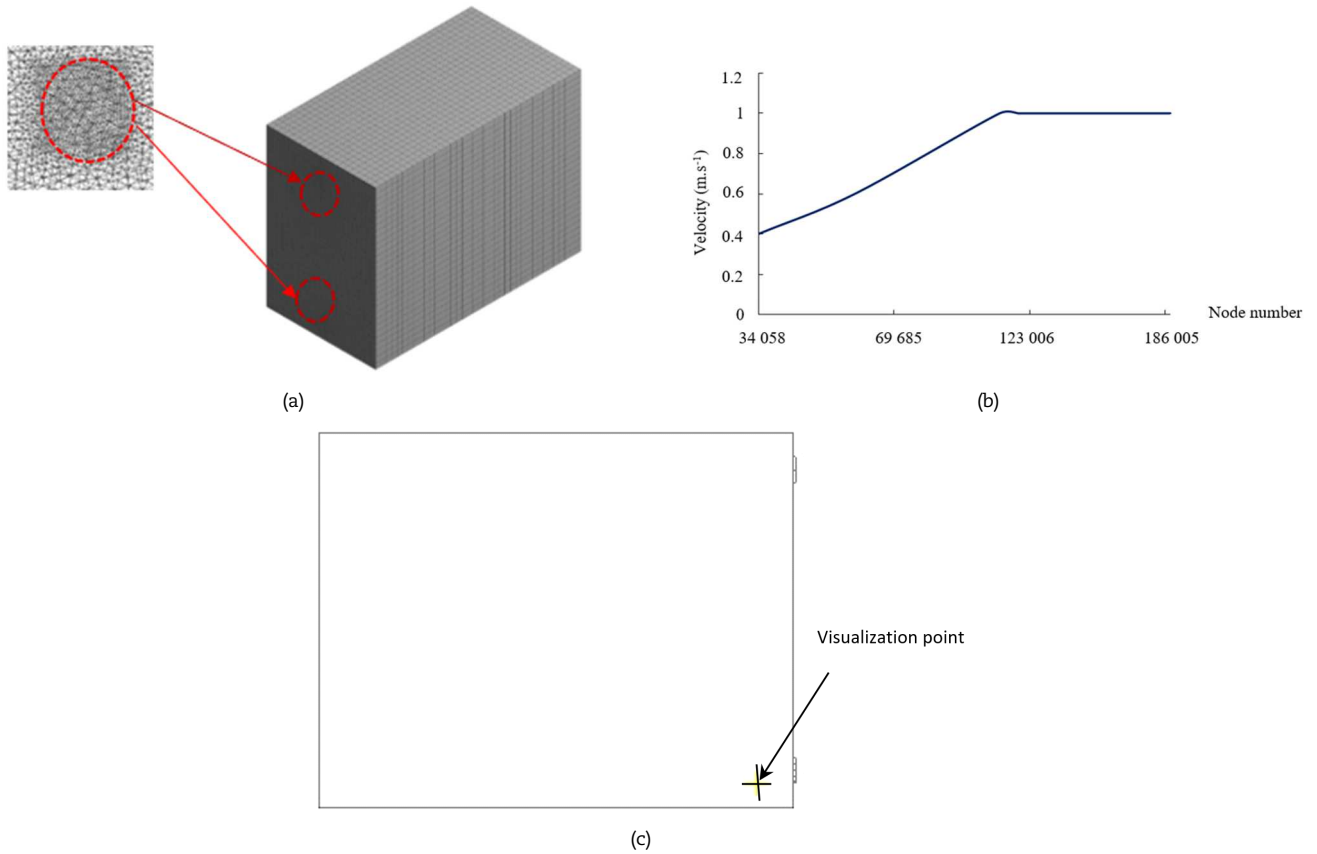 1.2
1
0.8
0.6
0.4
0.2
0
Velocity (m.s⁻¹)
34 058
69 685
123 006
186 005
Node number
(a)
(b)
Visualization point
(c)